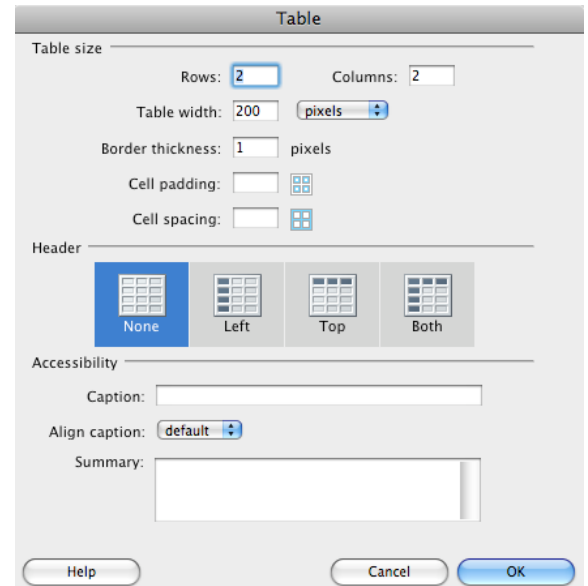 Table
Table size
Rows: 2 Columns: 2
Table width: 200 pixels
Border thickness: 1 pixels
Cell padding:
Cell spacing:
Header
None Left Top Both
Accessibility
Caption:
Align caption: default
Summary:
Help Cancel OK